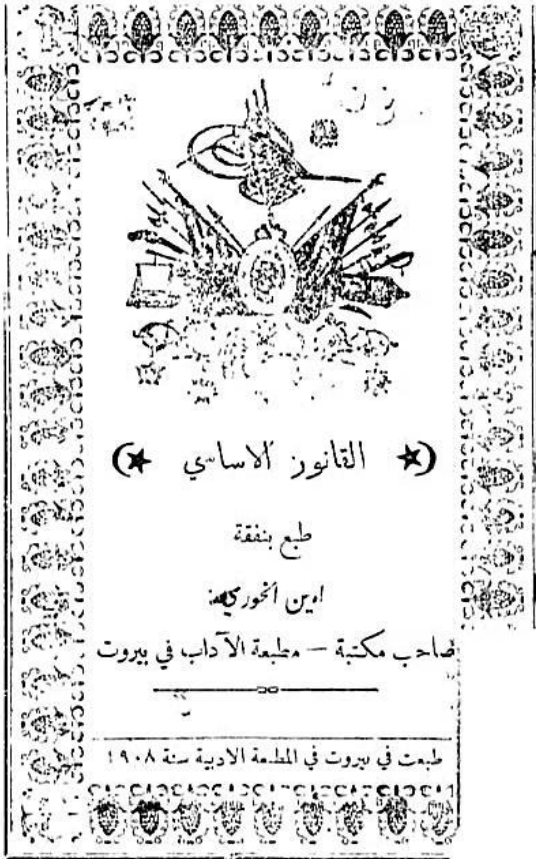 القانون الاساسي
طبع بنفقة
امين الخوري
صاحب مكتبة – مطبعة الآداب في بيروت
طبعت في بيروت في المطبعة الادبية سنة ١٩٠٨